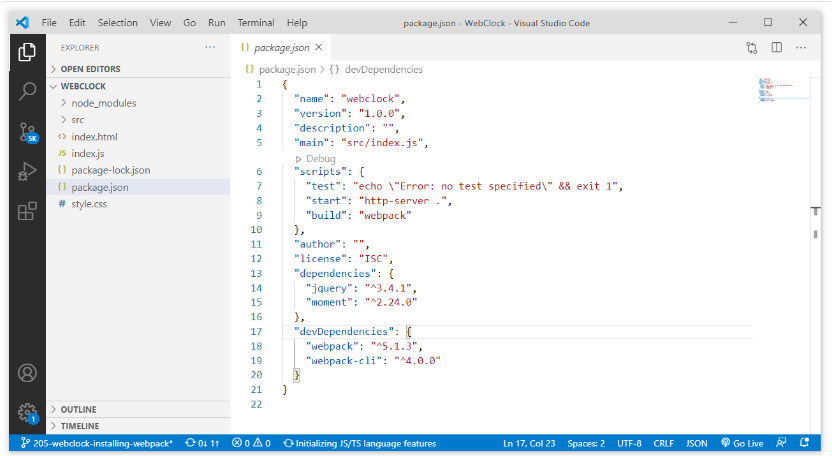 File Edit Selection View Go Run Terminal Help package.json - WebClock - Visual Studio Code
EXPLORER
OPEN EDITORS
WEBCLOCK
node_modules
src
index.html
JS index.js
package-lock.json
package.json
# style.css
OUTLINE
TIMELINE
5K
1
{} package.json
{} package.json > {} devDependencies
1 {
2 "name": "webclock",
3 "version": "1.0.0",
4 "description": "",
5 "main": "src/index.js",
Debug
6 "scripts": {
7 "test": "echo \"Error: no test specified\" && exit 1",
8 "start": "http-server .",
9 "build": "webpack"
10 },
11 "author": "",
12 "license": "ISC",
13 "dependencies": {
14 "jquery": "^3.4.1",
15 "moment": "^2.24.0"
16 },
17 "devDependencies": {
18 "webpack": "^5.1.3",
19 "webpack-cli": "^4.0.0"
20 }
21 }
22
205-webclock-installing-webpack* 0↓ 1↑ 0 0 Initializing JS/TS language features Ln 17, Col 23 Spaces: 2 UTF-8 CRLF JSON Go Live